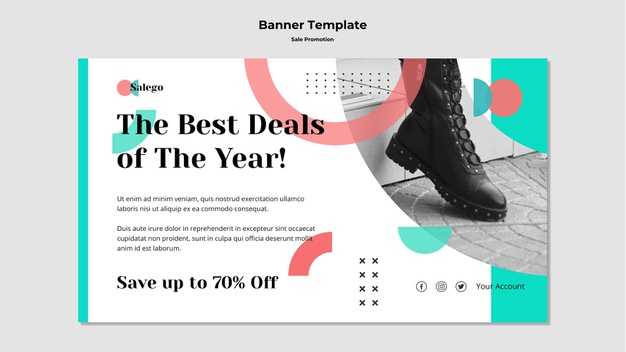 Banner Template
Sale Promotion
Salego
The Best Deals
of The Year!
Ut enim ad minim veniam, quis nostrud exercitation ullamco
laboris nisi ut aliquip ex ea commodo consequat.
Duis aute irure dolor in reprehenderit in excepteur sint occaecat
cupidatat non proident, sunt in culpa qui officia deserunt mollit
anim id est laborum.
Save up to 70% Off
Your Account